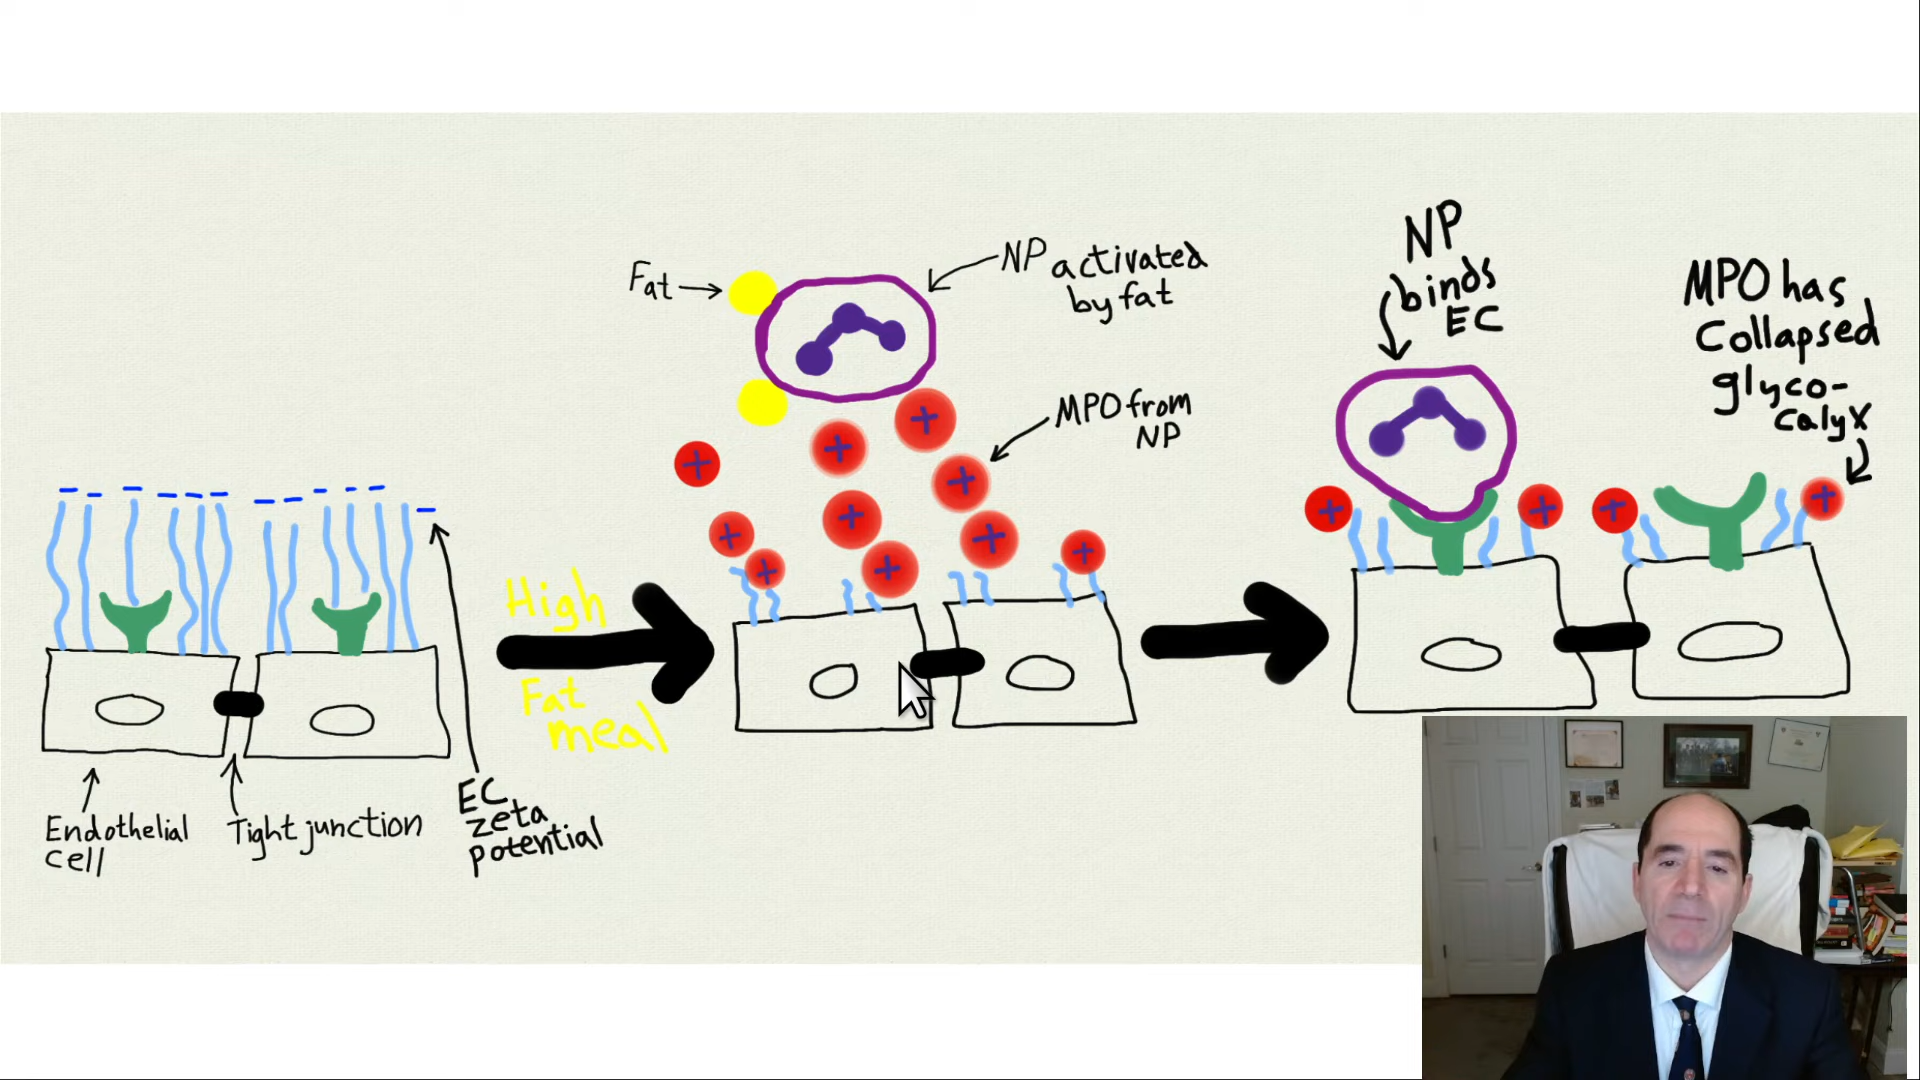 Endothelial
cell
Tight junction
EC
zeta
potential
High
Fat
meal
Fat
NP activated
by fat
MPO from
NP
NP
binds
EC
MPO has
Collapsed
glyco-
calyx